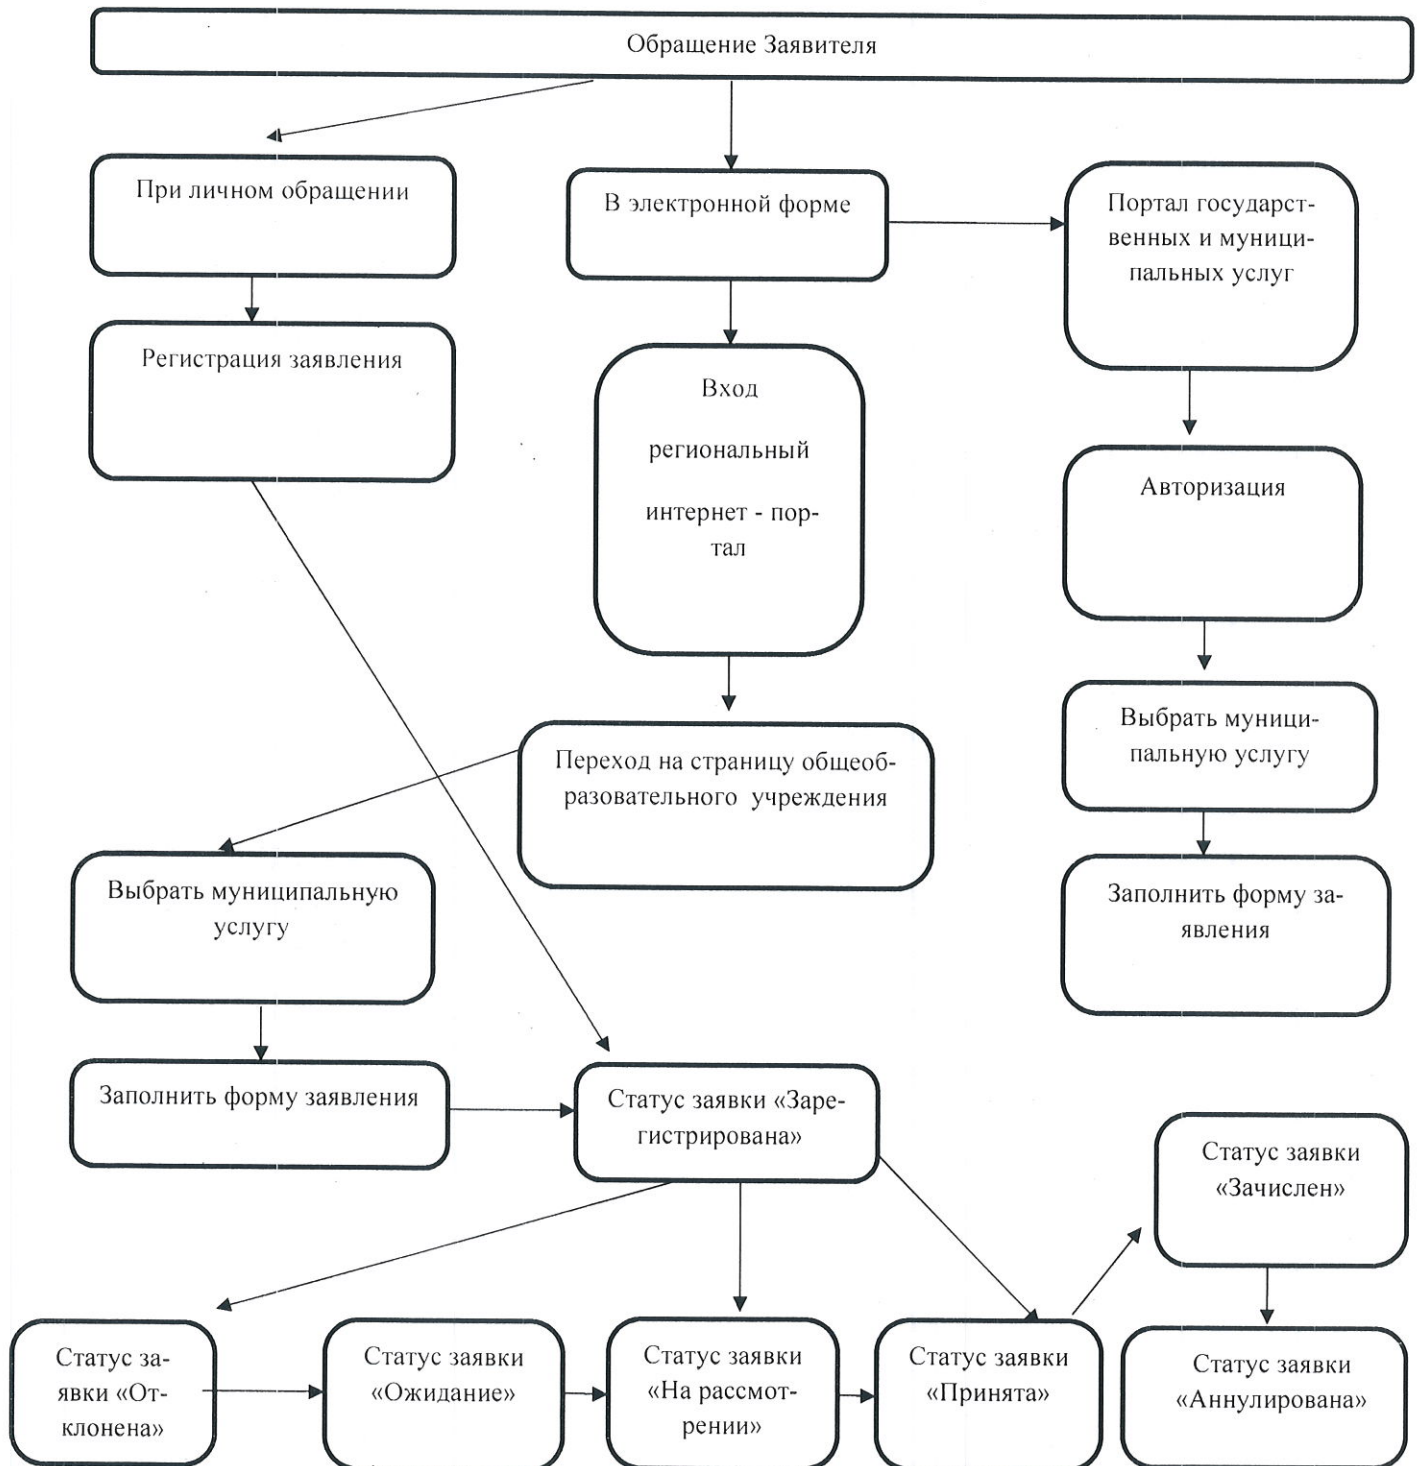 Обращение Заявителя
При личном обращении
В электронной форме
Портал государст-
венных и муници-
пальных услуг
Регистрация заявления
Вход
региональный
интернет - пор-
тал
Авторизация
Переход на страницу общеоб-
разовательного учреждения
Выбрать муници-
пальную услугу
Выбрать муниципальную
услугу
Заполнить форму за-
явления
Заполнить форму заявления
Статус заявки «Заре-
гистрирована»
Статус заявки
«Зачислен»
Статус за-
явки «От-
клонена»
Статус заявки
«Ожидание»
Статус заявки
«На рассмот-
рении»
Статус заявки
«Принята»
Статус заявки
«Аннулирована»